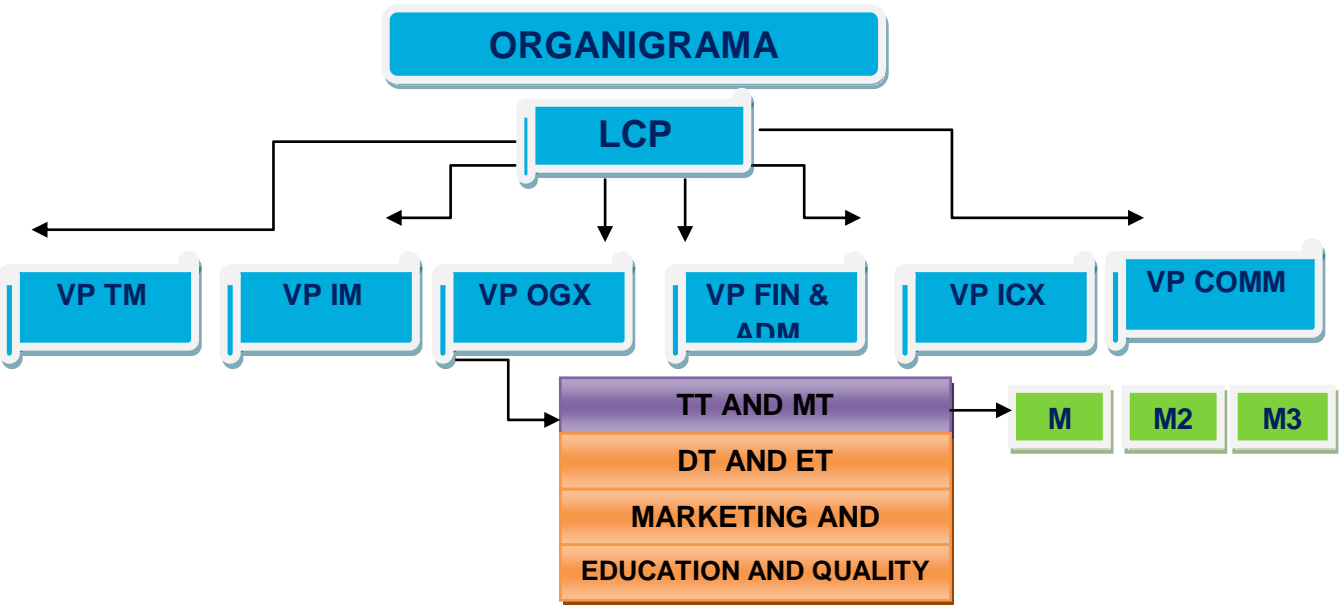 ORGANIGRAMA
LCP
VP TM
VP IM
VP OGX
VP FIN &
ADM
VP ICX
VP COMM
TT AND MT
M
M2
M3
DT AND ET
MARKETING AND
EDUCATION AND QUALITY